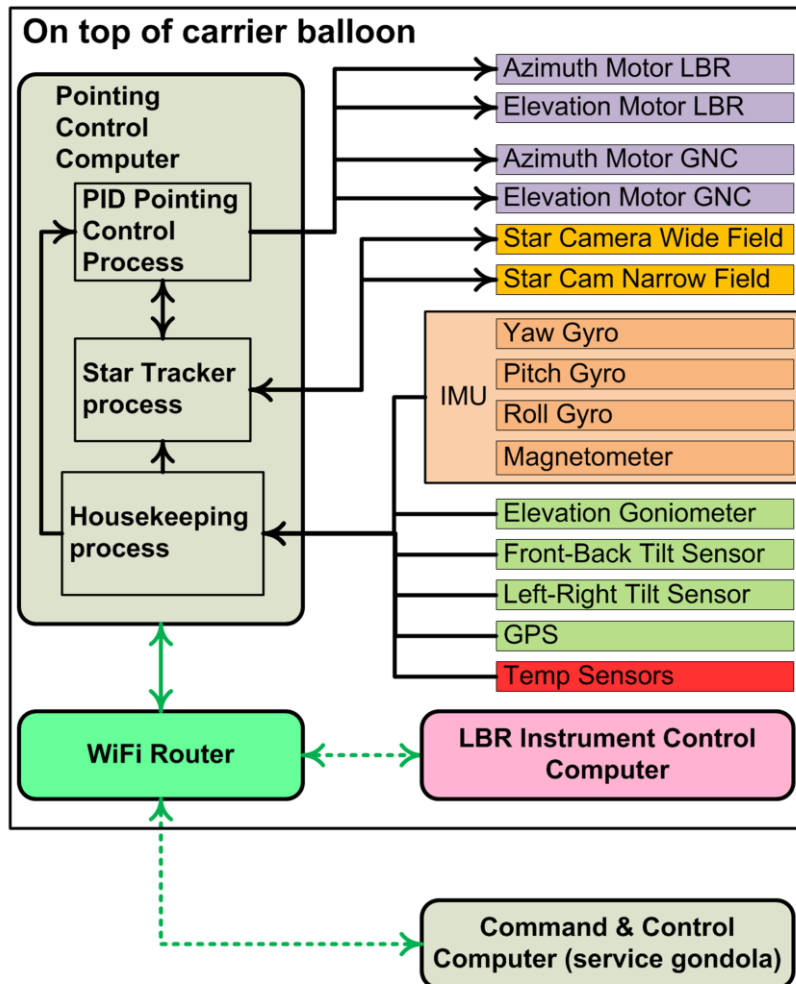 On top of carrier balloon
Pointing
Control
Computer
PID Pointing
Control
Process
Star Tracker
process
Housekeeping
process
Azimuth Motor LBR
Elevation Motor LBR
Azimuth Motor GNC
Elevation Motor GNC
Star Camera Wide Field
Star Cam Narrow Field
IMU
Yaw Gyro
Pitch Gyro
Roll Gyro
Magnetometer
Elevation Goniometer
Front-Back Tilt Sensor
Left-Right Tilt Sensor
GPS
Temp Sensors
WiFi Router
LBR Instrument Control
Computer
Command & Control
Computer (service gondola)